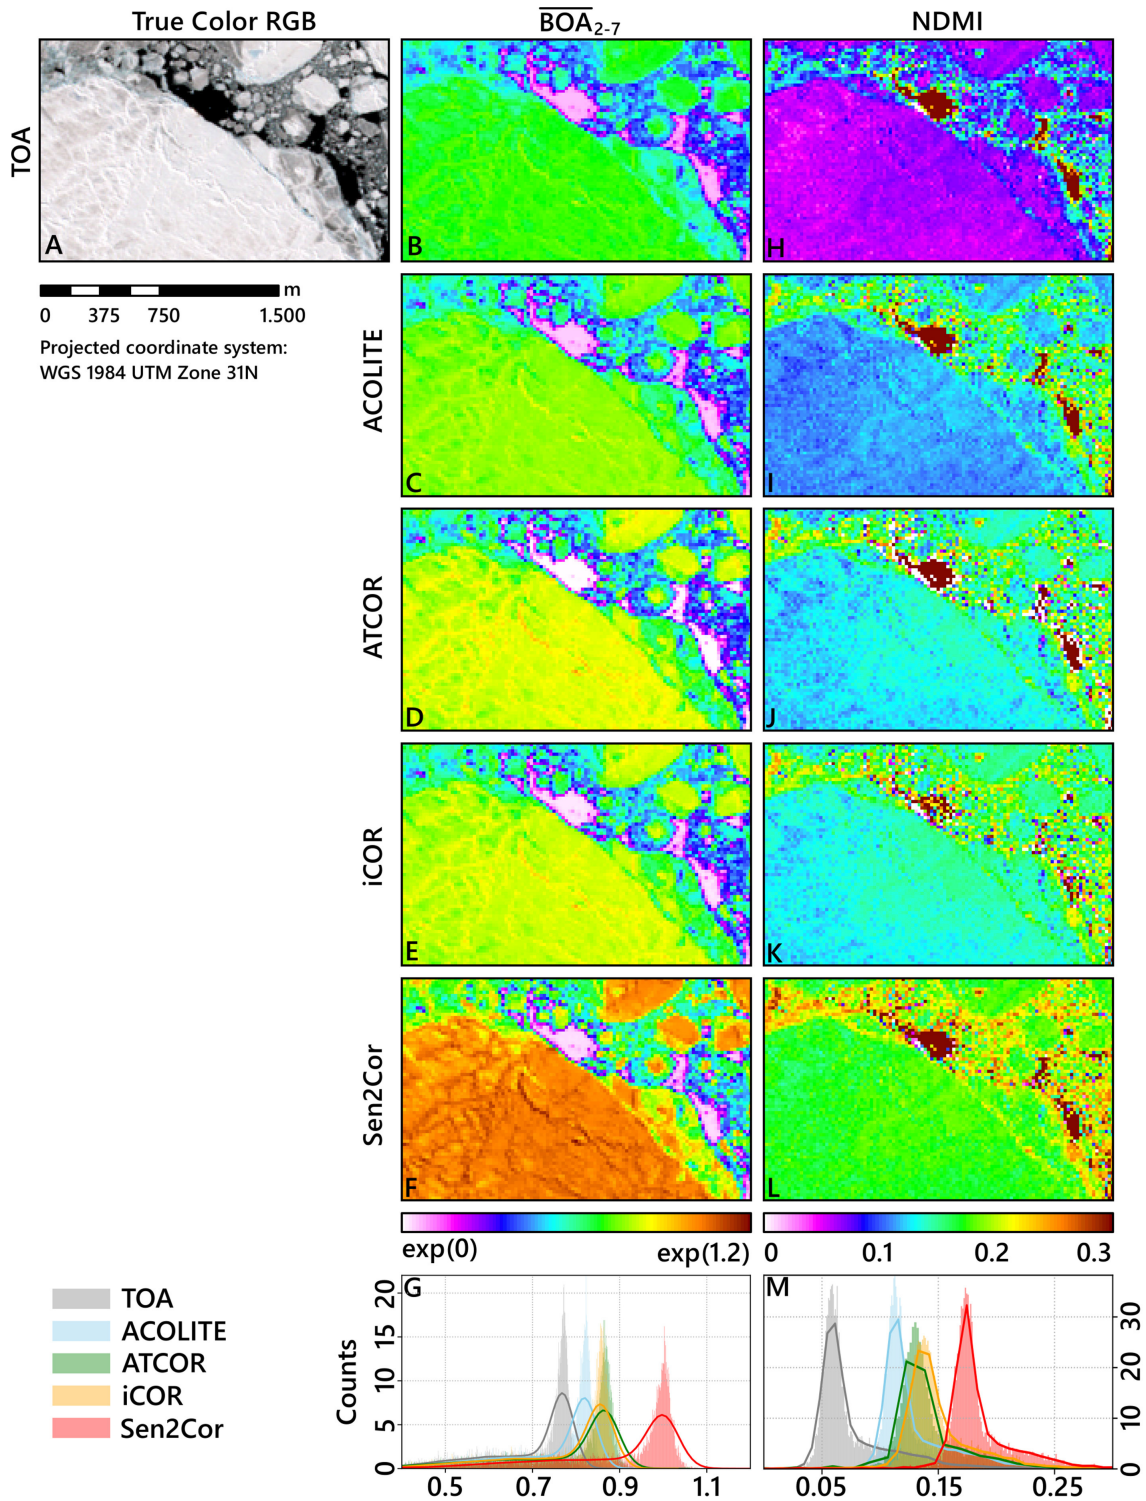 True Color RGB
BOA2-7
NDMI
TOA
A
B
H
m
0 375 750 1.500
Projected coordinate system:
WGS 1984 UTM Zone 31N
ACOLITE
C
I
ATCOR
D
J
iCOR
E
K
Sen2Cor
F
L
exp(0) exp(1.2)
0 0.1 0.2 0.3
TOA
ACOLITE
ATCOR
iCOR
Sen2Cor
G
Counts
20
15
10
5
0
0.5 0.7 0.9 1.1
M
30
20
10
0
0.05 0.15 0.25